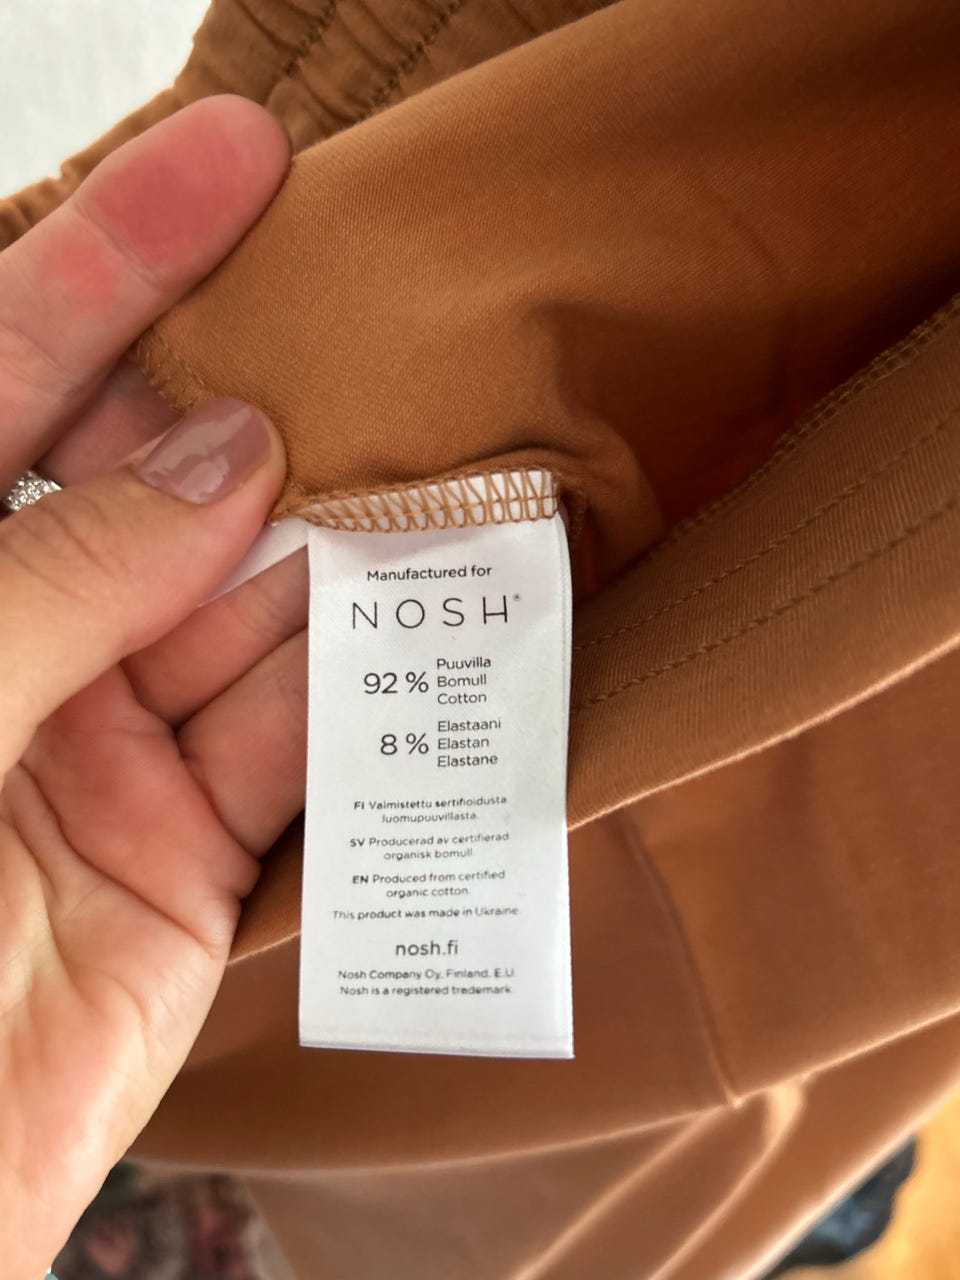 Manufactured for
NOSH®
92 % Puuvilla
Bomull
Cotton
8 % Elastaani
Elastan
Elastane
FI Valmistettu sertifioidusta
luomupuuvillasta.
SV Producerad av certifierad
organisk bomull.
EN Produced from certified
organic cotton.
This product was made in Ukraine.
nosh.fi
Nosh Company Oy, Finland, E.U.
Nosh is a registered trademark.